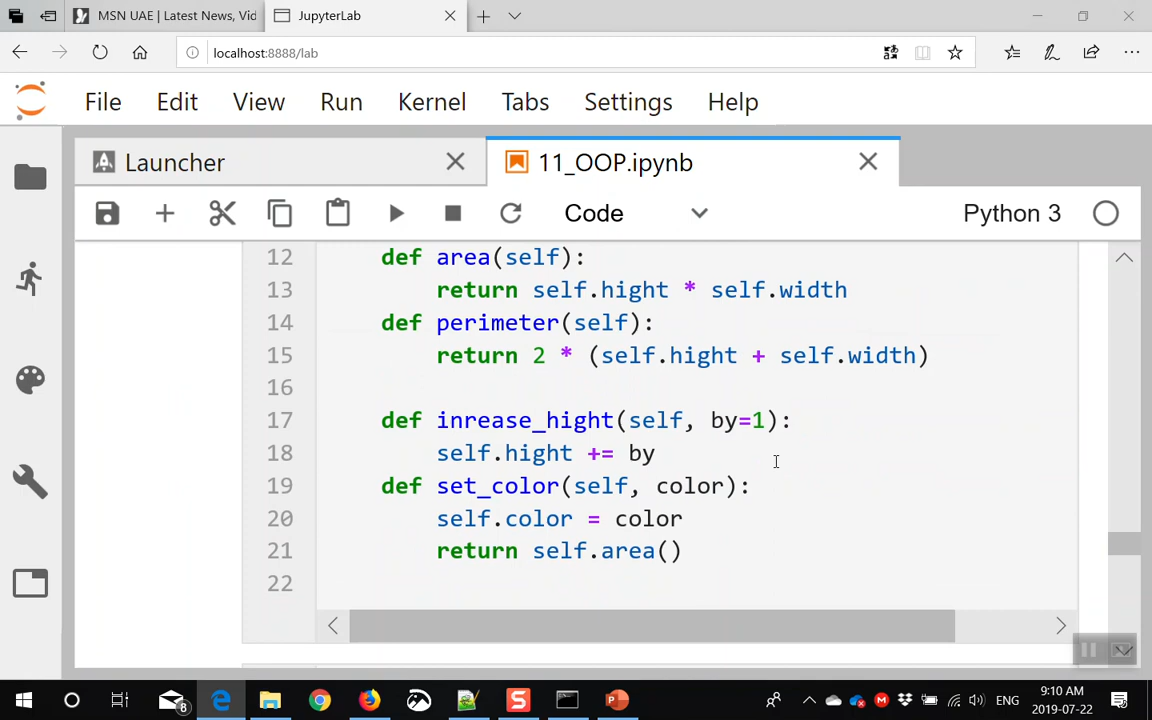 MSN UAE | Latest News, Vid
JupyterLab
localhost:8888/lab
File Edit View Run Kernel Tabs Settings Help
Launcher
11_OOP.ipynb
Code
Python 3
12 def area(self):
13 return self.hight * self.width
14 def perimeter(self):
15 return 2 * (self.hight + self.width)
16
17 def inrease_hight(self, by=1):
18 self.hight += by
19 def set_color(self, color):
20 self.color = color
21 return self.area()
22
8
ENG
9:10 AM
2019-07-22